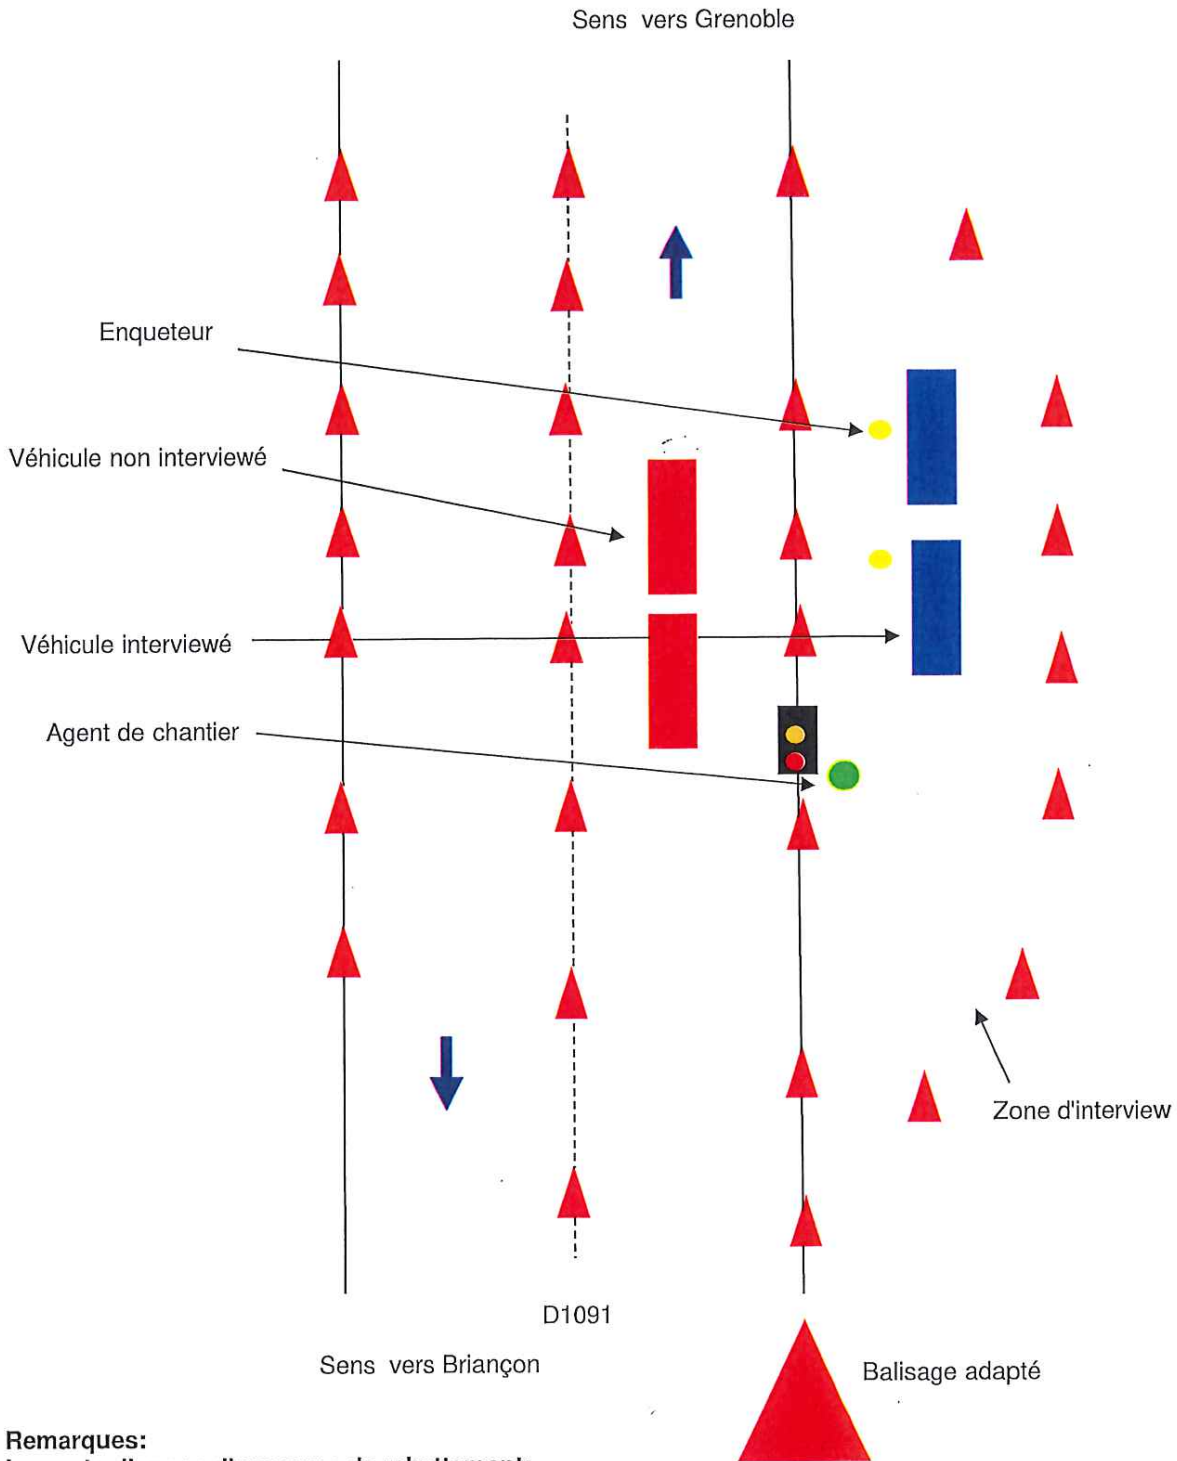 Sens vers Grenoble
Enqueteur
Véhicule non interviewé
Véhicule interviewé
Agent de chantier
Zone d'interview
D1091
Sens vers Briançon
Balisage adapté
Remarques: